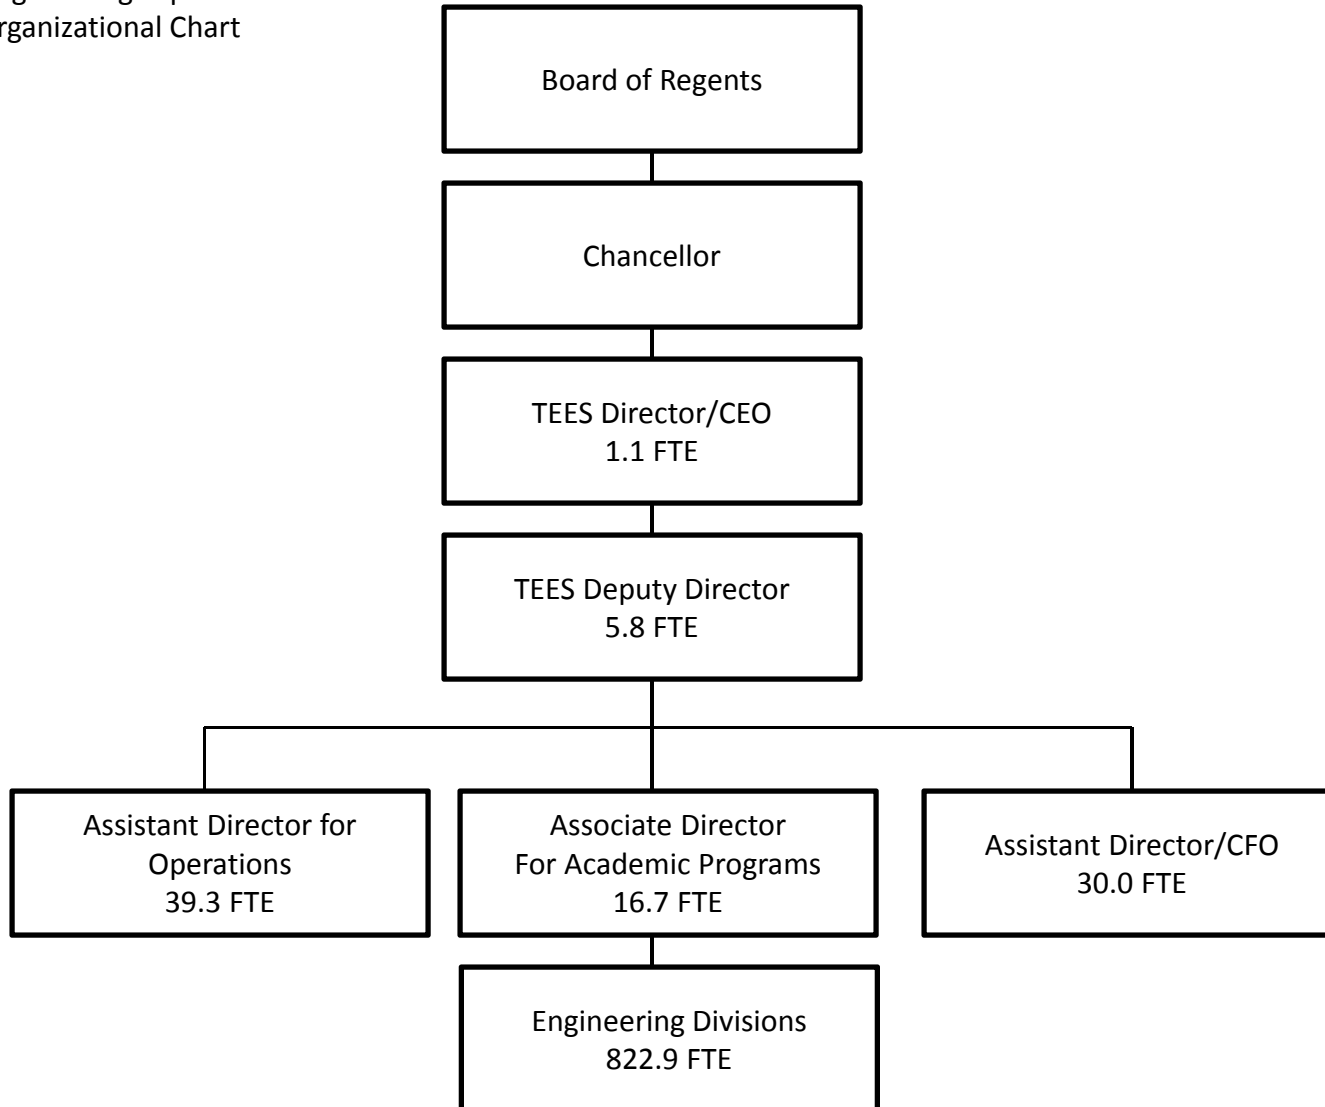 rganizational Chart
Board of Regents
Chancellor
TEES Director/CEO
1.1 FTE
TEES Deputy Director
5.8 FTE
Assistant Director for
Operations
39.3 FTE
Associate Director
For Academic Programs
16.7 FTE
Assistant Director/CFO
30.0 FTE
Engineering Divisions
822.9 FTE